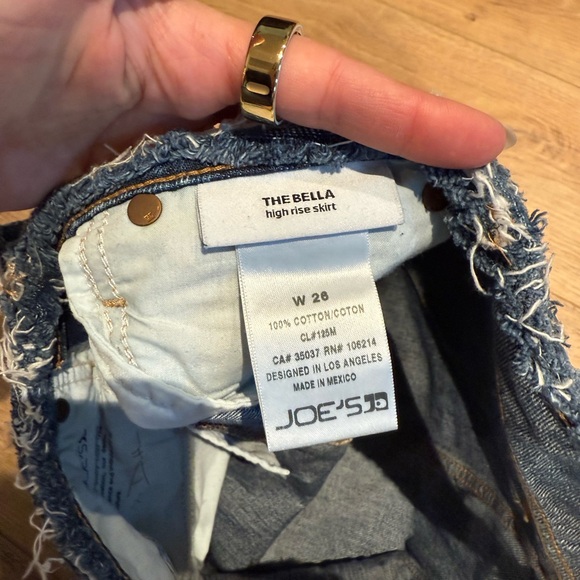 THE BELLA
high rise skirt
W 26
100% COTTON/COTON
CL#125M
CA# 35037 RN# 106214
DESIGNED IN LOS ANGELES
MADE IN MEXICO
JOE'S